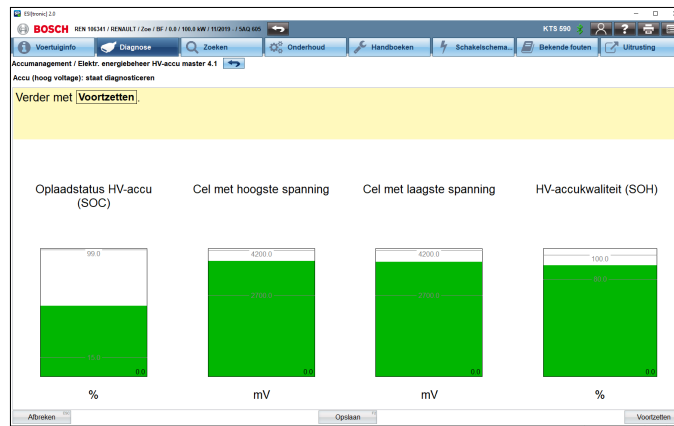 ESI[tronic] 2.0
BOSCH REN 106341 / RENAULT / Zoe / BF / 0.0 / 100.0 kW / 11/2019 - / 5AQ 605 KTS 590
Voertuiginfo Diagnose Zoeken Onderhoud Handboeken Schakelschema... Bekende fouten Uitrusting
Accumanagement / Elektr. energiebeheer HV-accu master 4.1
Accu (hoog voltage): staat diagnosticeren
Verder met Voortzetten.
Oplaadstatus HV-accu (SOC) Cel met hoogste spanning Cel met laagste spanning HV-accukwaliteit (SOH)
99.0 4200.0 4200.0 100.0
0.0 0.0 0.0 0.0
% mV mV %
Afbreken Opslaan Voortzetten